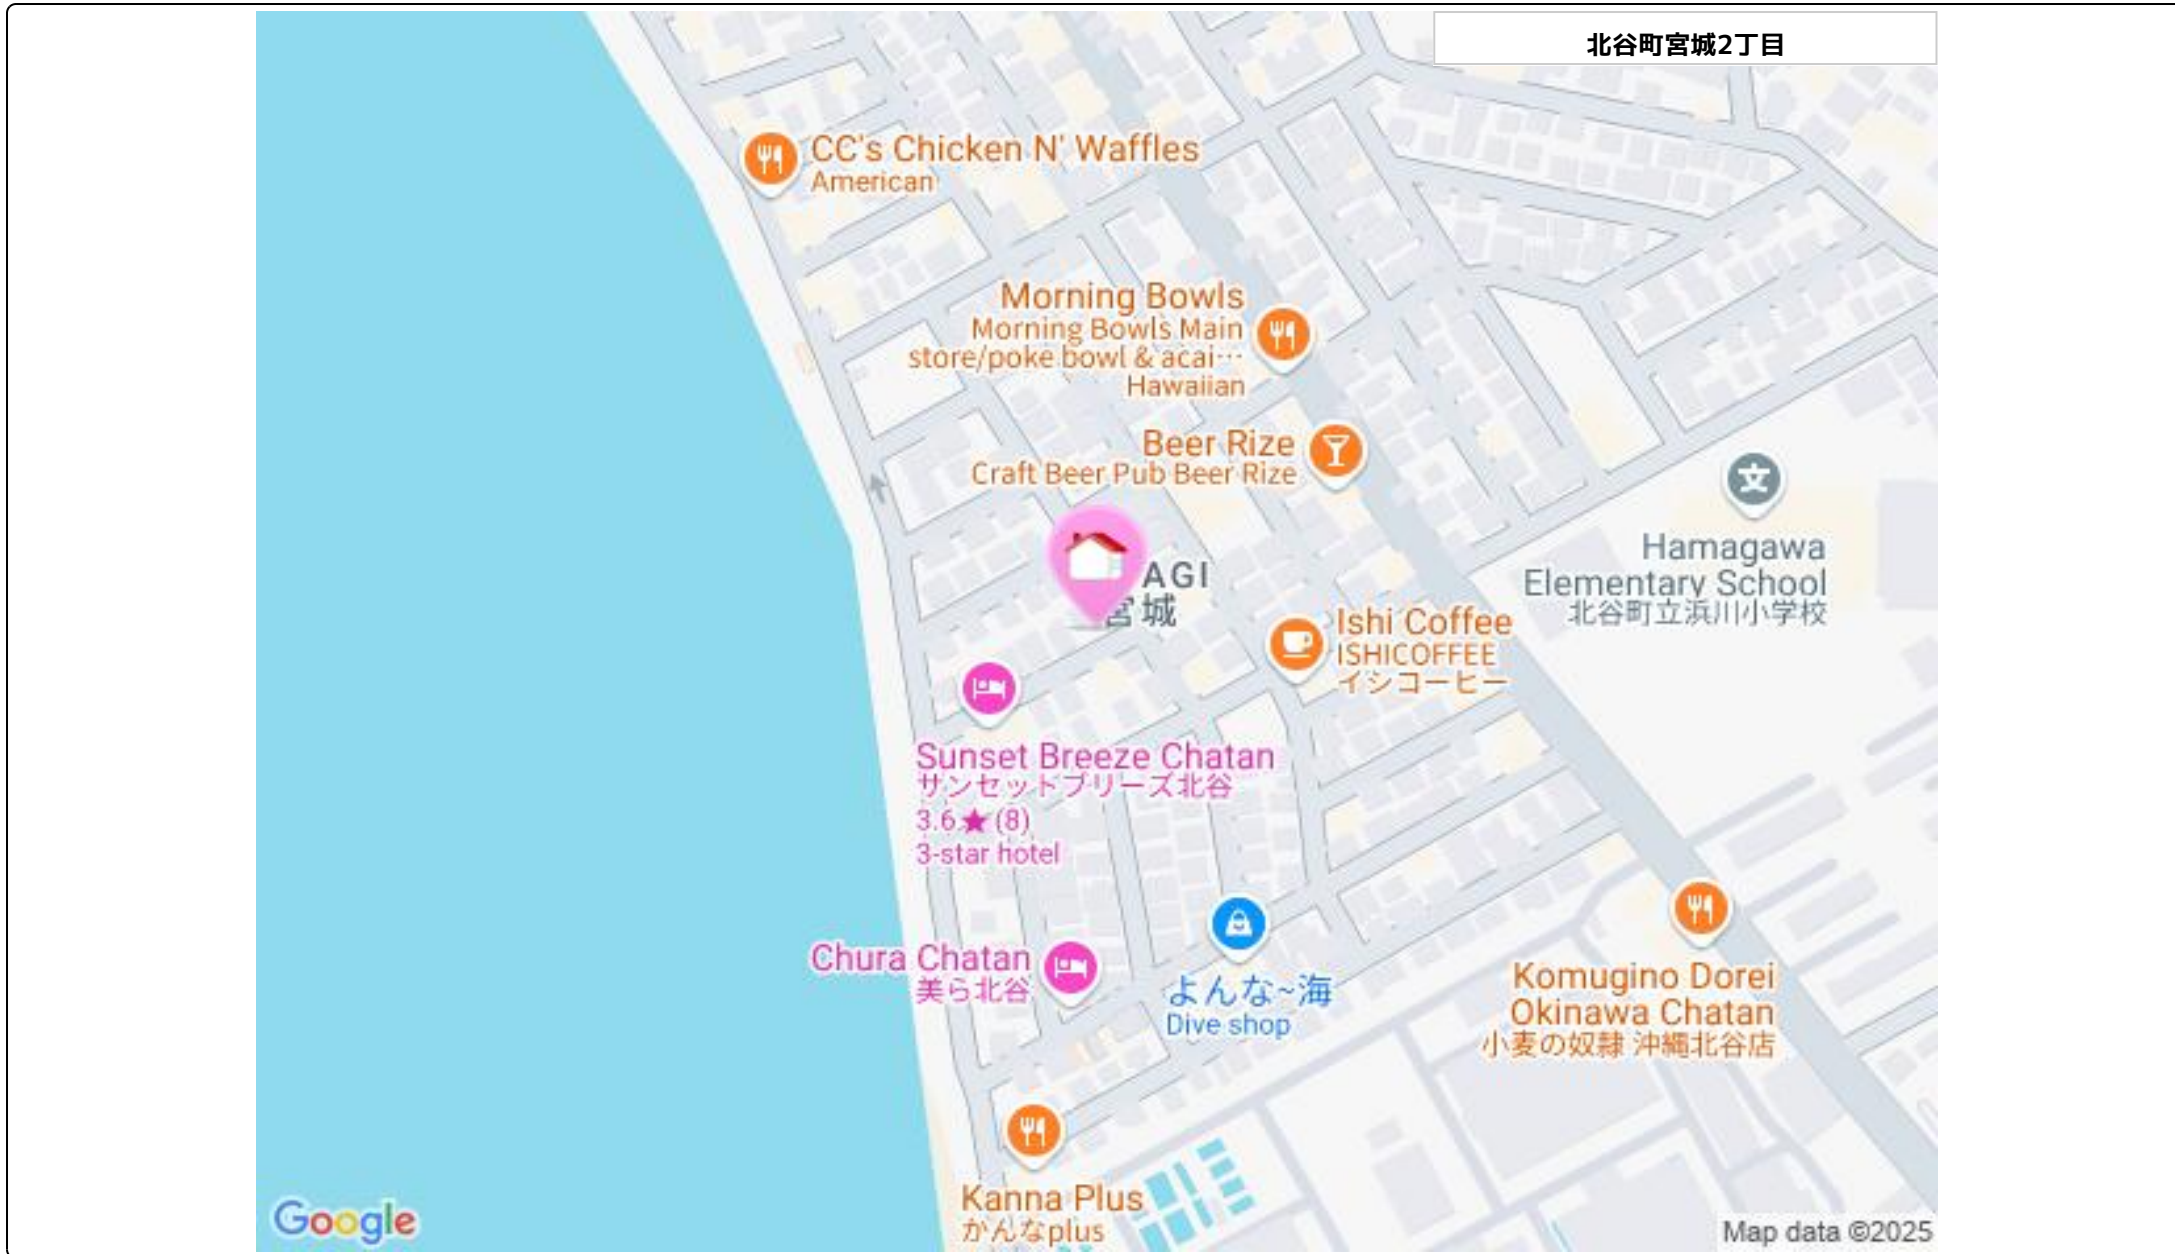 北谷町宮城2丁目
CC's Chicken N' Waffles
American
Morning Bowls
Morning Bowls Main
store/poke bowl & acai…
Hawaiian
Beer Rize
Craft Beer Pub Beer Rize
Hamagawa
Elementary School
北谷町立浜川小学校
AGI
宮城
Ishi Coffee
ISHICOFFEE
イシコーヒー
Sunset Breeze Chatan
サンセットブリーズ北谷
3.6★(8)
3-star hotel
Chura Chatan
美ら北谷
よんな~海
Dive shop
Komugino Dorei
Okinawa Chatan
小麦の奴隷 沖縄北谷店
Kanna Plus
かんなplus
Google
Map data ©2025